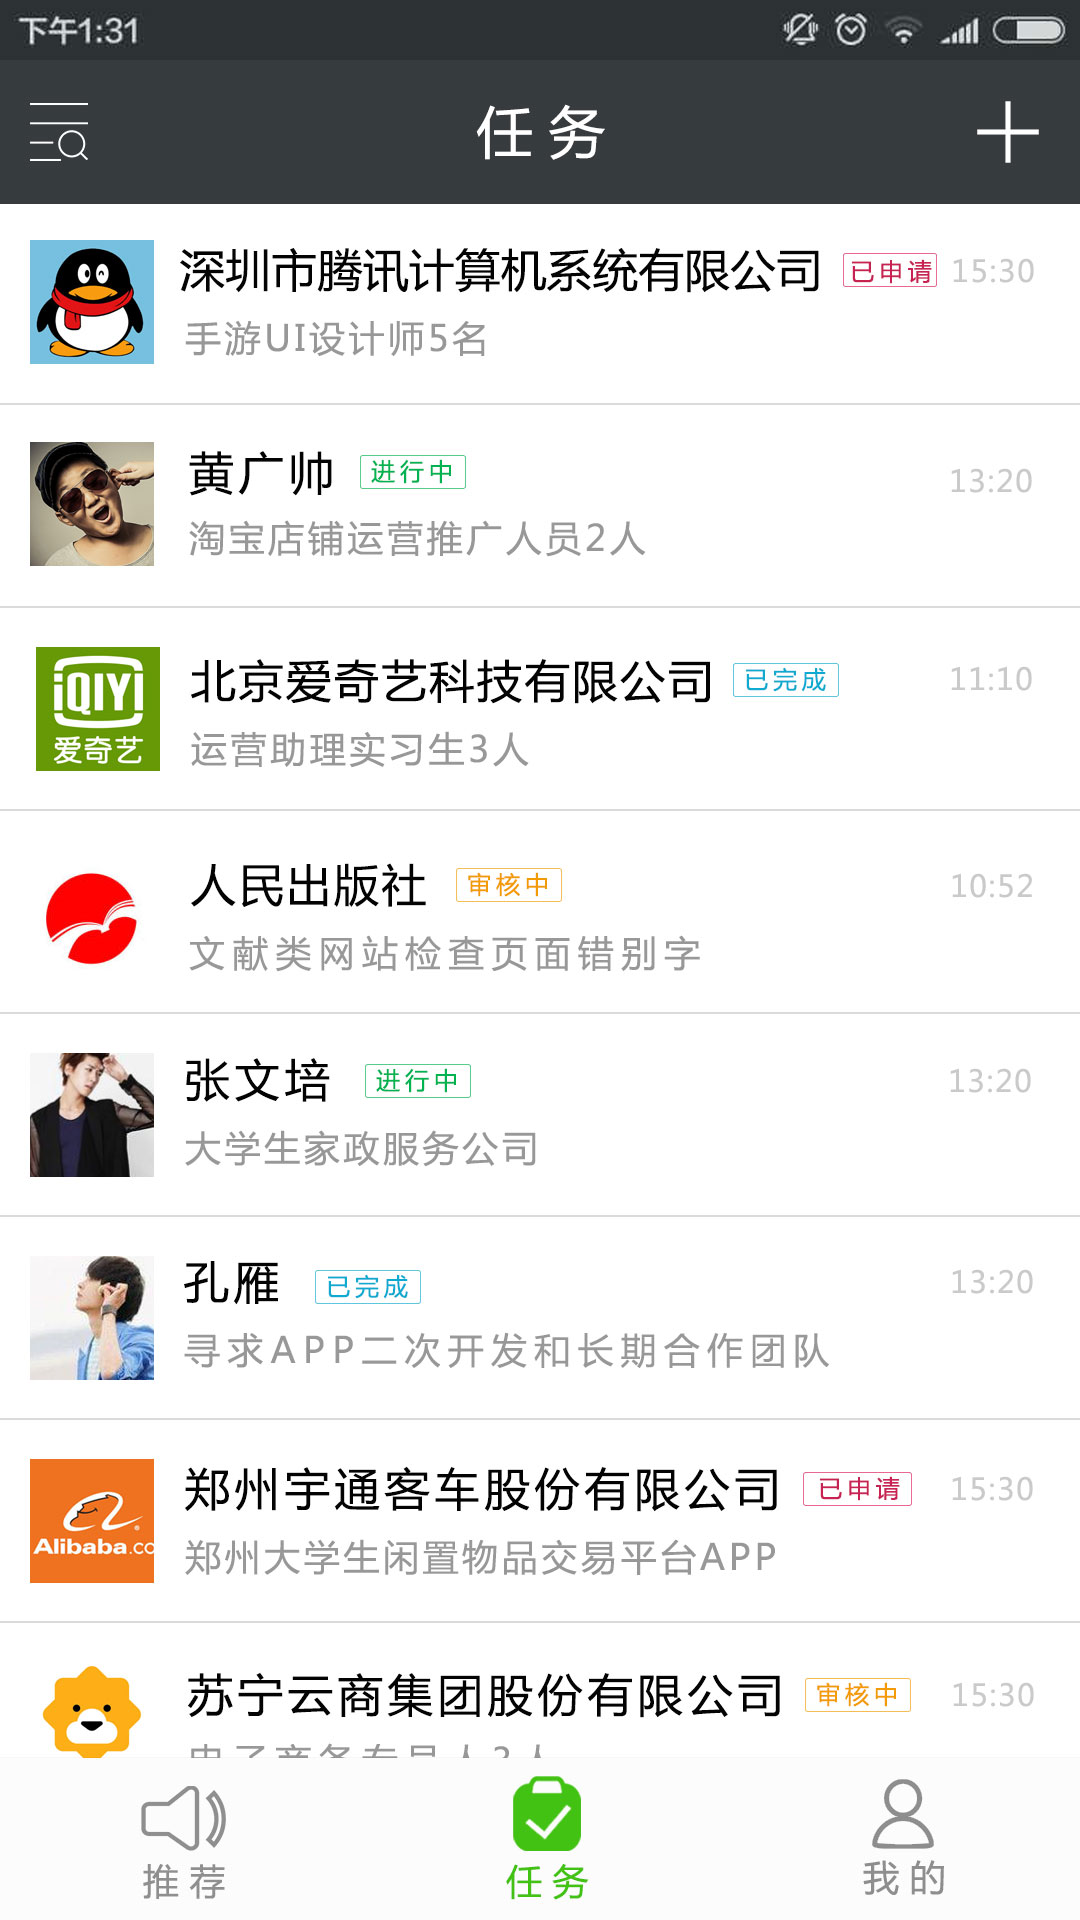 下午1:31
任务
深圳市腾讯计算机系统有限公司 已申请 15:30
手游UI设计师5名
黄广帅 进行中 13:20
淘宝店铺运营推广人员2人
iQIYI
爱奇艺
北京爱奇艺科技有限公司 已完成 11:10
运营助理实习生3人
人民出版社 审核中 10:52
文献类网站检查页面错别字
张文培 进行中 13:20
大学生家政服务公司
孔雁 已完成 13:20
寻求APP二次开发和长期合作团队
郑州宇通客车股份有限公司 已申请 15:30
Alibaba.co
郑州大学生闲置物品交易平台APP
苏宁云商集团股份有限公司 审核中 15:30
推荐 任务 我的